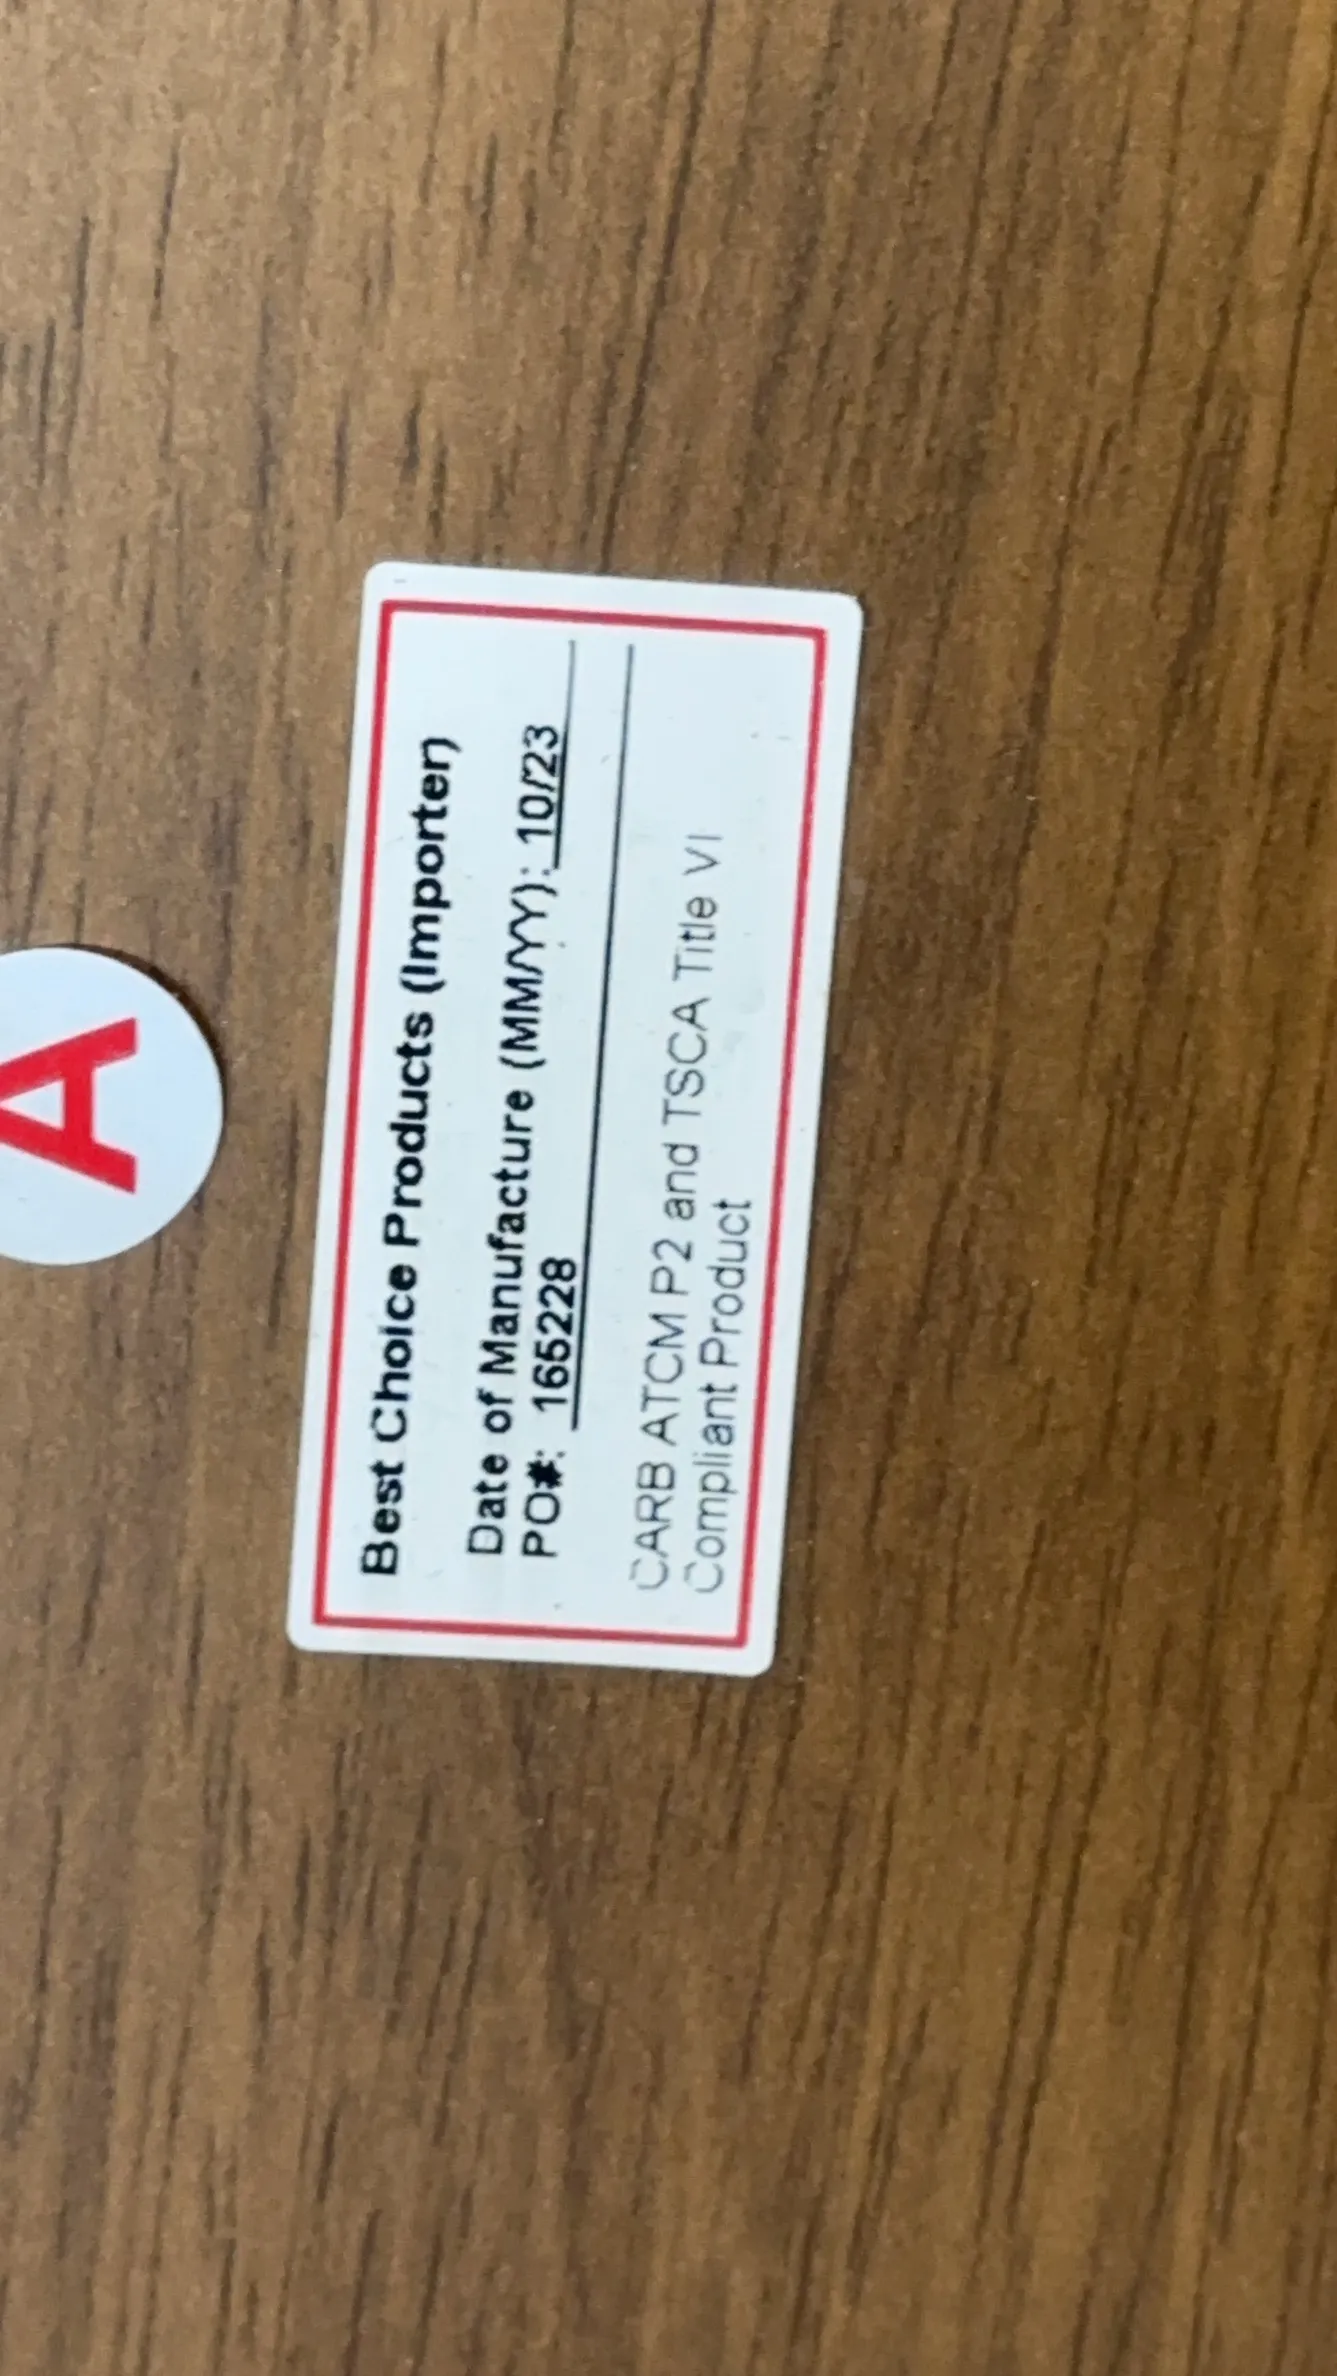 A
Best Choice Products (Importer)
Date of Manufacture (MM/YY): 10/23
PO#: 165228
CARB ATCM P2 and TSCA Title VI
Compliant Product